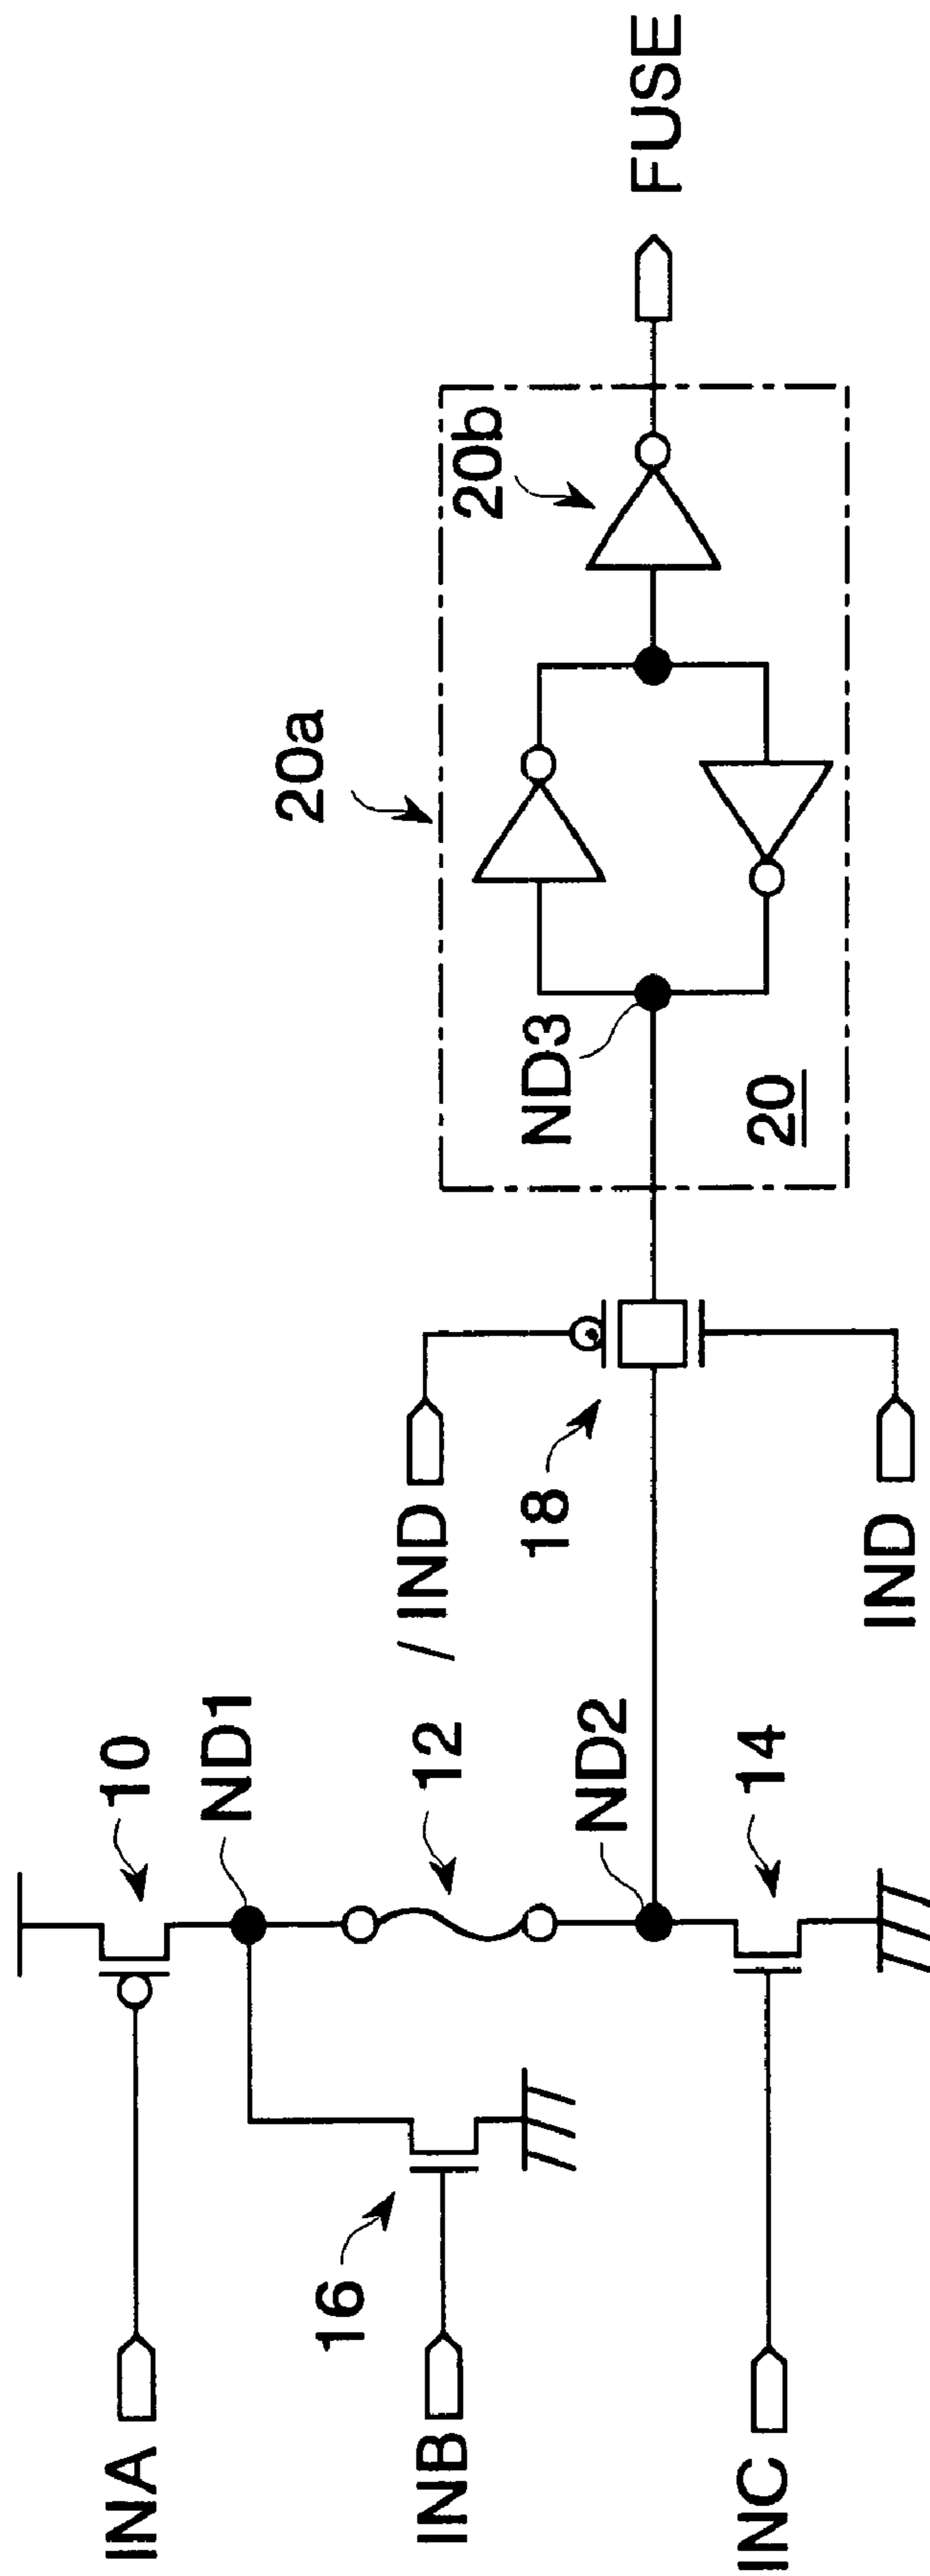 INA
10
ND1
16
INB
12
/ IND
ND2
18
ND3
20a
20b
FUSE
20
INC
14
IND